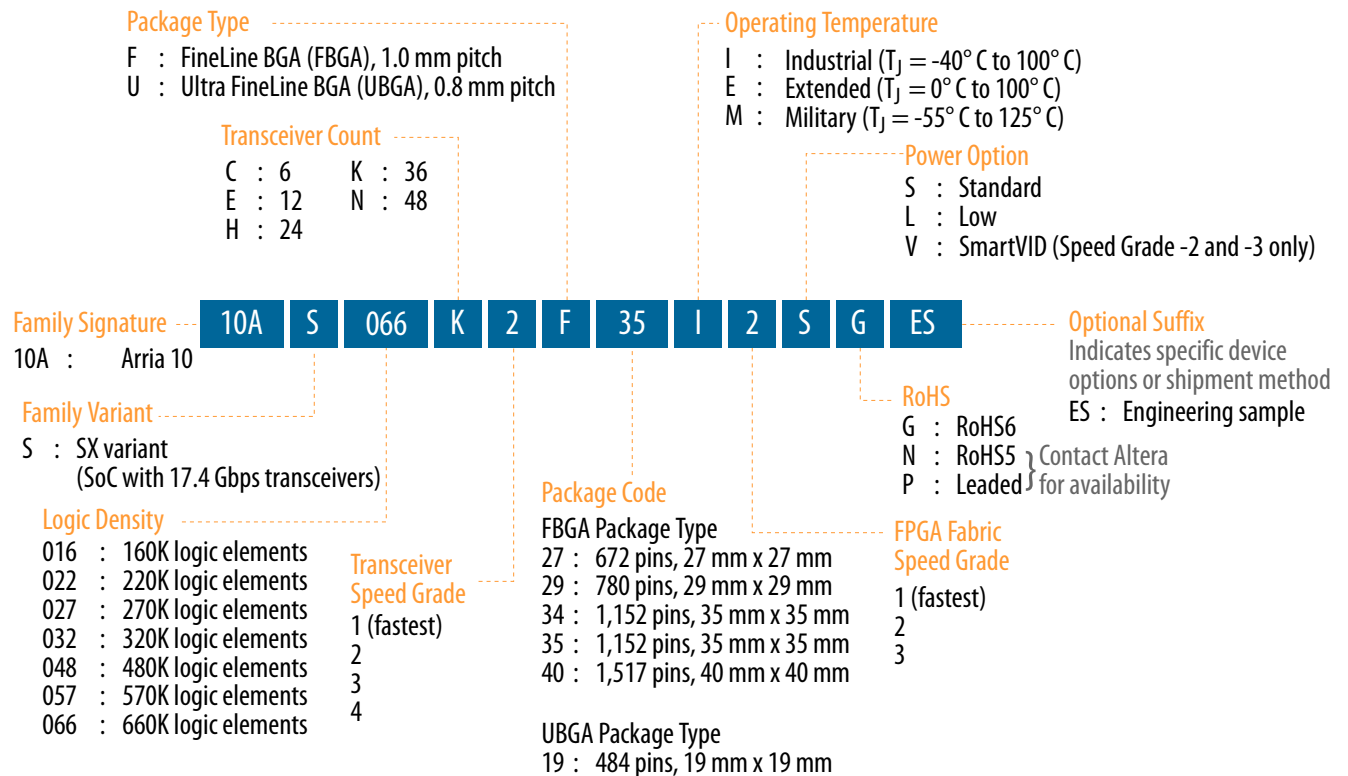 Package Type
F : FineLine BGA (FBGA), 1.0 mm pitch
U : Ultra FineLine BGA (UBGA), 0.8 mm pitch
Operating Temperature
I : Industrial (TJ = -40° C to 100° C)
E : Extended (TJ = 0° C to 100° C)
M : Military (TJ = -55° C to 125° C)
Transceiver Count
C : 6 K : 36
E : 12 N : 48
H : 24
Power Option
S : Standard
L : Low
V : SmartVID (Speed Grade -2 and -3 only)
Family Signature
10A : Arria 10
10A S 066 K 2 F 35 I 2 S G ES
Optional Suffix
Indicates specific device
options or shipment method
ES : Engineering sample
Family Variant
S : SX variant
(SoC with 17.4 Gbps transceivers)
RoHS
G : RoHS6
N : RoHS5
P : Leaded
} Contact Altera
for availability
Logic Density
016 : 160K logic elements
022 : 220K logic elements
027 : 270K logic elements
032 : 320K logic elements
048 : 480K logic elements
057 : 570K logic elements
066 : 660K logic elements
Transceiver
Speed Grade
1 (fastest)
2
3
4
Package Code
FBGA Package Type
27 : 672 pins, 27 mm x 27 mm
29 : 780 pins, 29 mm x 29 mm
34 : 1,152 pins, 35 mm x 35 mm
35 : 1,152 pins, 35 mm x 35 mm
40 : 1,517 pins, 40 mm x 40 mm
UBGA Package Type
19 : 484 pins, 19 mm x 19 mm
FPGA Fabric
Speed Grade
1 (fastest)
2
3